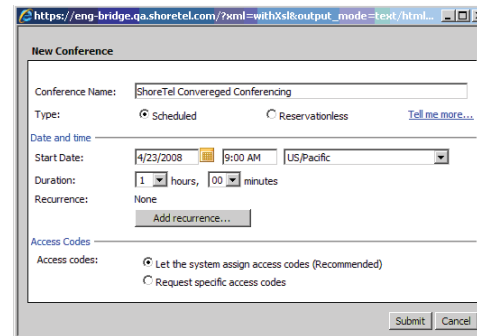 https://eng-bridge.qa.shoretel.com/?xml=withXsl&output_mode=text/html...
New Conference
Conference Name: ShoreTel Convereged Conferencing
Type: Scheduled Reservationless Tell me more...
Date and time
Start Date: 4/23/2008 9:00 AM US/Pacific
Duration: 1 hours, 00 minutes
Recurrence: None
Add recurrence...
Access Codes
Access codes: Let the system assign access codes (Recommended)
Request specific access codes
Submit Cancel